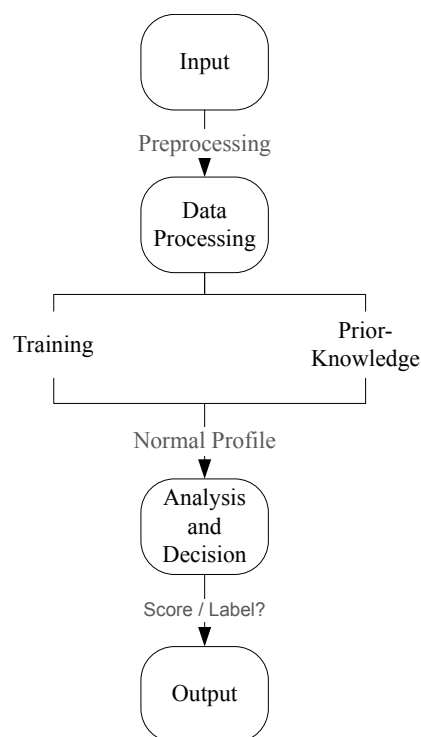 Input
Preprocessing
Data
Processing
Training
Prior-
Knowledge
Normal Profile
Analysis
and
Decision
Score / Label?
Output